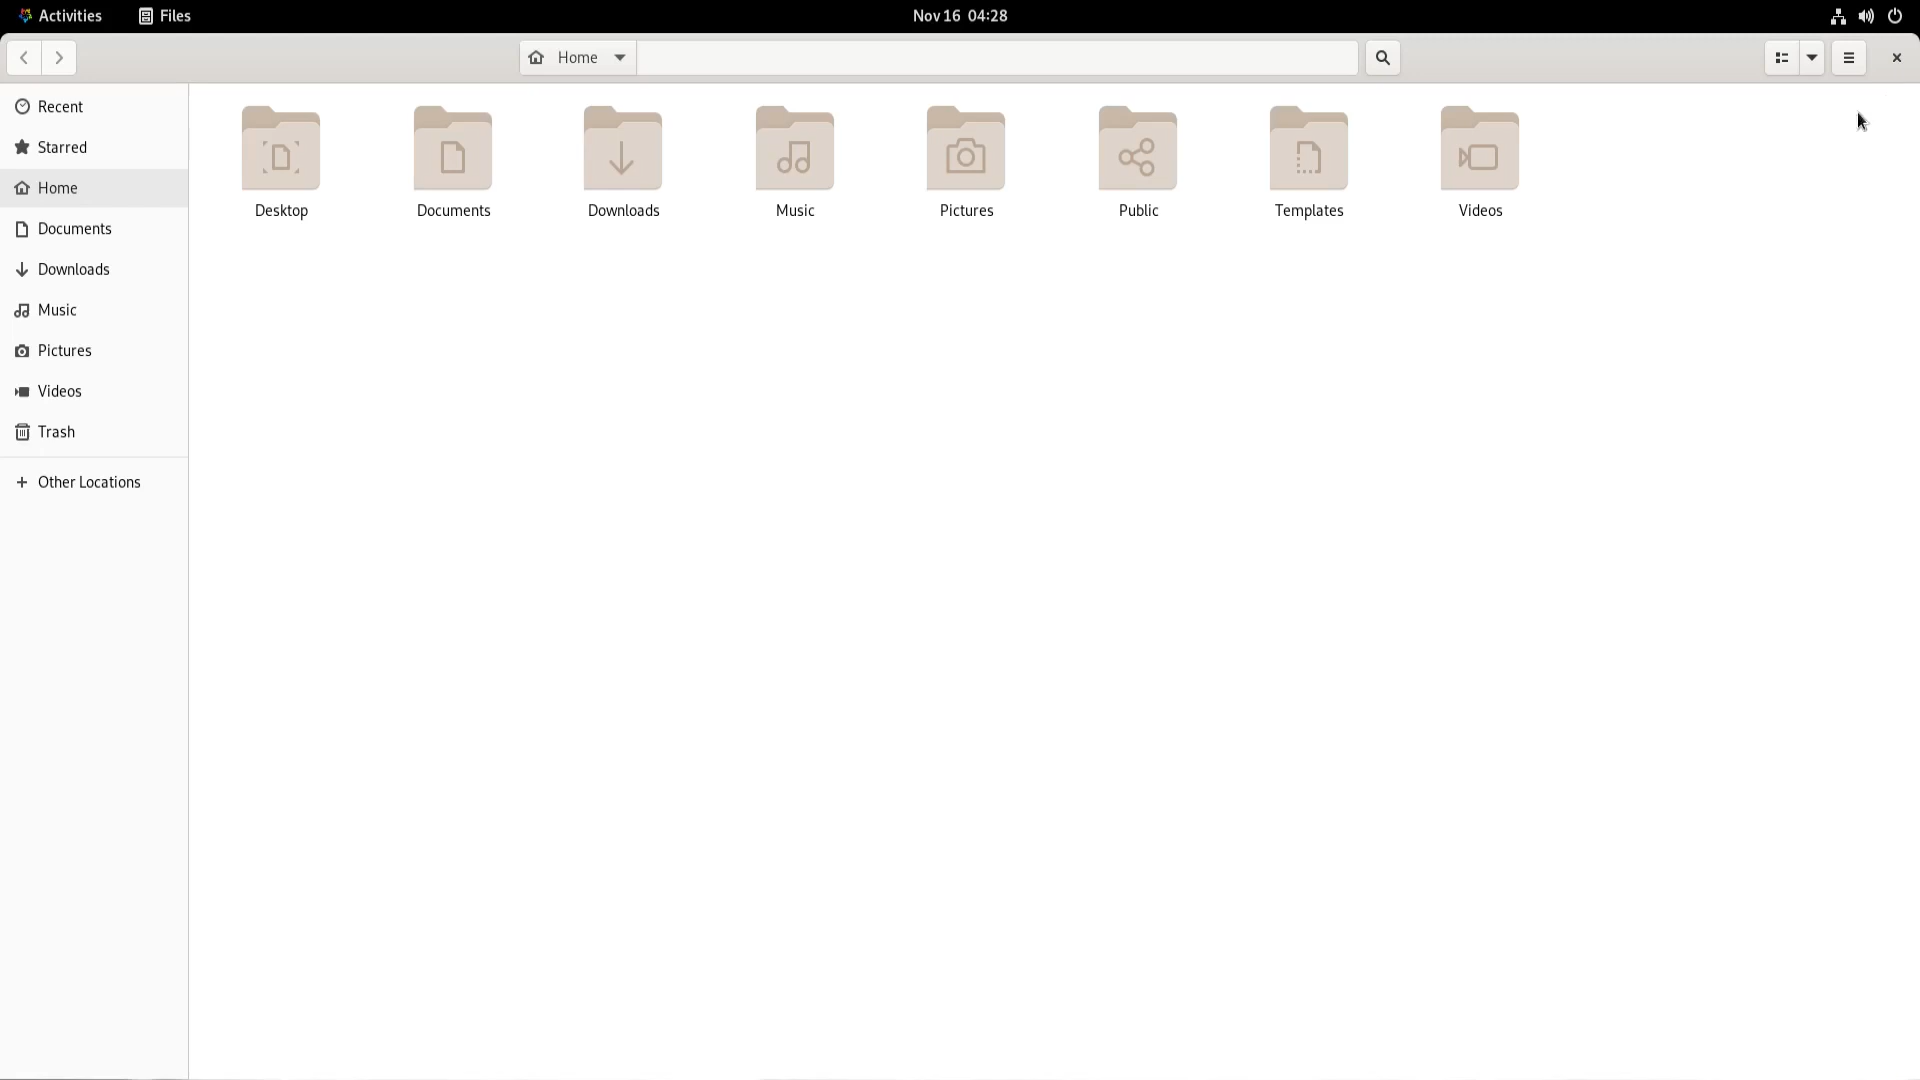 Activities Files Nov 16 04:28
Home
Recent
Starred
Home
Documents
Downloads
Music
Pictures
Videos
Trash
Other Locations
Desktop Documents Downloads Music Pictures Public Templates Videos